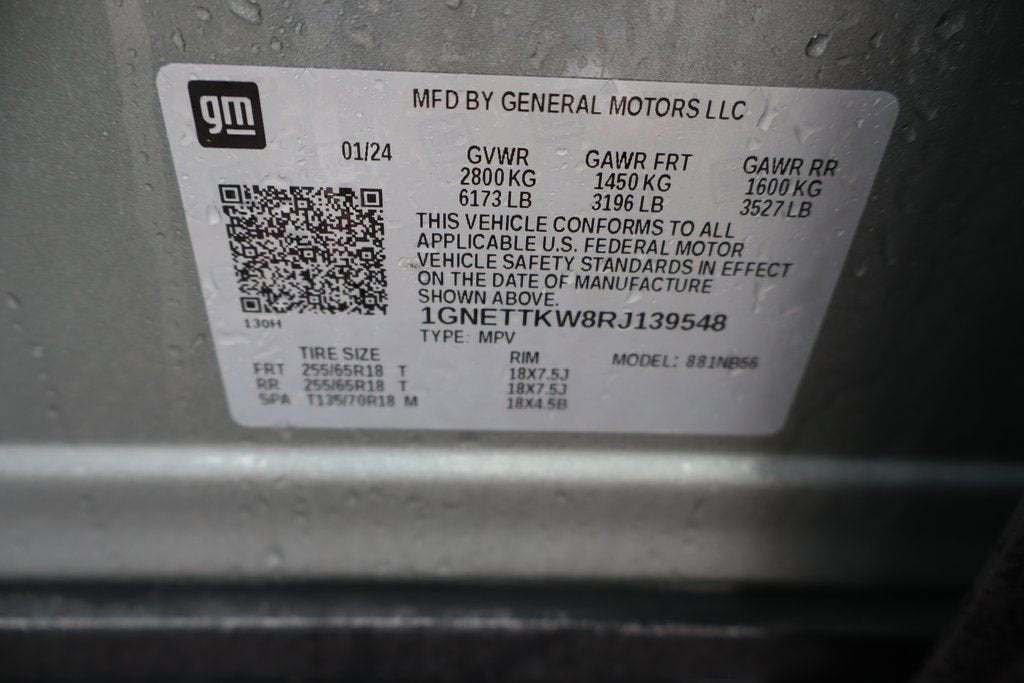 gm
MFD BY GENERAL MOTORS LLC
01/24
GVWR
2800 KG
6173 LB
GAWR FRT
1450 KG
3196 LB
GAWR RR
1600 KG
3527 LB
THIS VEHICLE CONFORMS TO ALL
APPLICABLE U.S. FEDERAL MOTOR
VEHICLE SAFETY STANDARDS IN EFFECT
ON THE DATE OF MANUFACTURE
SHOWN ABOVE.
1GNETTKW8RJ139548
TYPE: MPV
130H
TIRE SIZE RIM MODEL: 881NB56
FRT 255/65R18 T 18X7.5J
RR 255/65R18 T 18X7.5J
SPA T135/70R18 M 18X4.5B